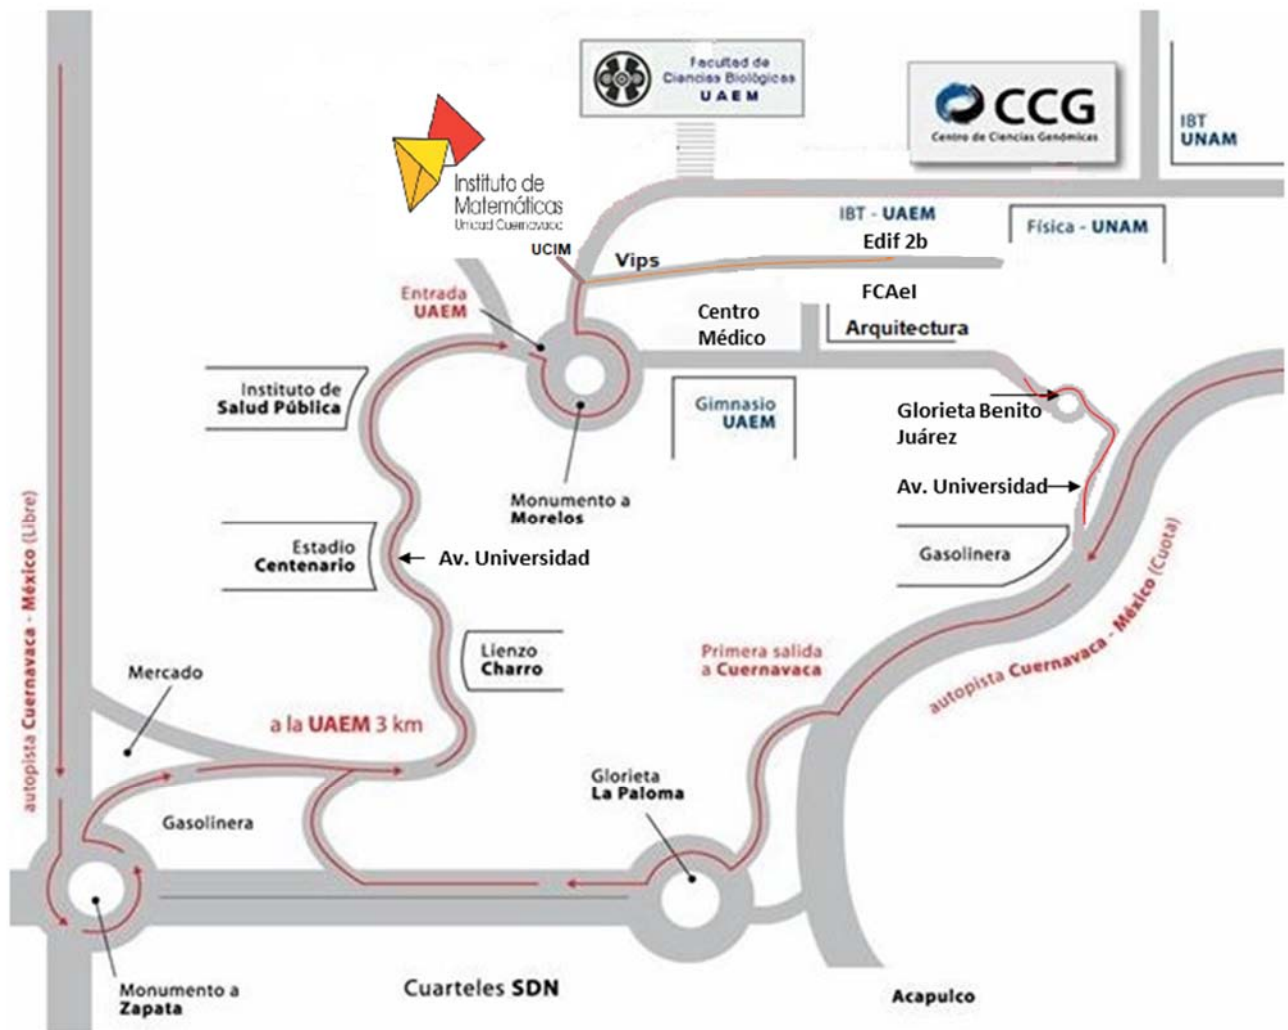 Facultad de
Ciencias Biológicas
UAEM
CCG
Centro de Ciencias Genómicas
IBT
UNAM
Instituto de
Matemáticas
Unidad Cuernavaca
UCIM
Vips
IBT - UAEM
Edif 2b
Física - UNAM
FCAeI
Entrada
UAEM
Centro
Médico
Arquitectura
Instituto de
Salud Pública
Gimnasio
UAEM
Glorieta Benito
Juárez
Monumento a
Morelos
Av. Universidad
Estadio
Centenario
Av. Universidad
Gasolinera
autopista Cuernavaca - México (Libre)
autopista Cuernavaca - México (Cuota)
Lienzo
Charro
Primera salida
a Cuernavaca
Mercado
a la UAEM 3 km
Glorieta
La Paloma
Gasolinera
Monumento a
Zapata
Cuarteles SDN
Acapulco